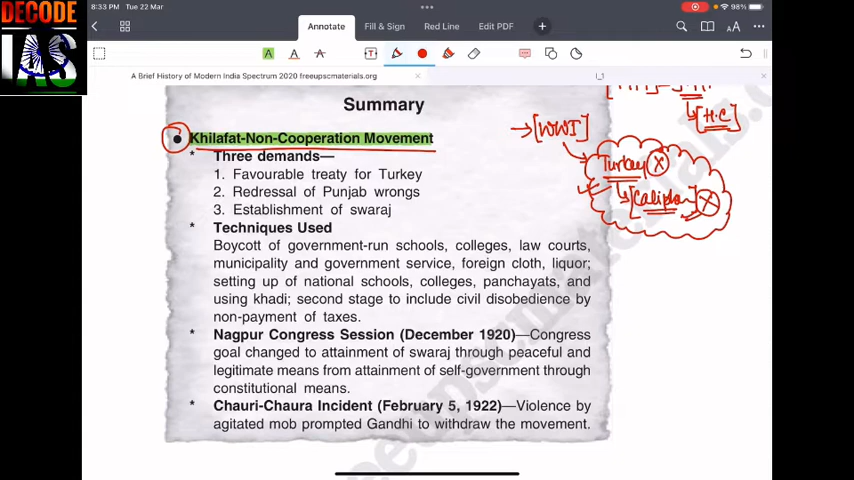 DECODE
IAS
8:33 PM Tue 22 Mar
98%
Annotate
Fill & Sign
Red Line
Edit PDF
A Brief History of Modern India Spectrum 2020 freeupscmaterials.org
l_1
Summary
[H.C]
→[WWI]
Khilafat-Non-Cooperation Movement
* Three demands—
Turkey
1. Favourable treaty for Turkey
2. Redressal of Punjab wrongs
3. Establishment of swaraj
* Techniques Used
Boycott of government-run schools, colleges, law courts,
municipality and government service, foreign cloth, liquor;
setting up of national schools, colleges, panchayats, and
using khadi; second stage to include civil disobedience by
non-payment of taxes.
* Nagpur Congress Session (December 1920)—Congress
goal changed to attainment of swaraj through peaceful and
legitimate means from attainment of self-government through
constitutional means.
* Chauri-Chaura Incident (February 5, 1922)—Violence by
agitated mob prompted Gandhi to withdraw the movement.